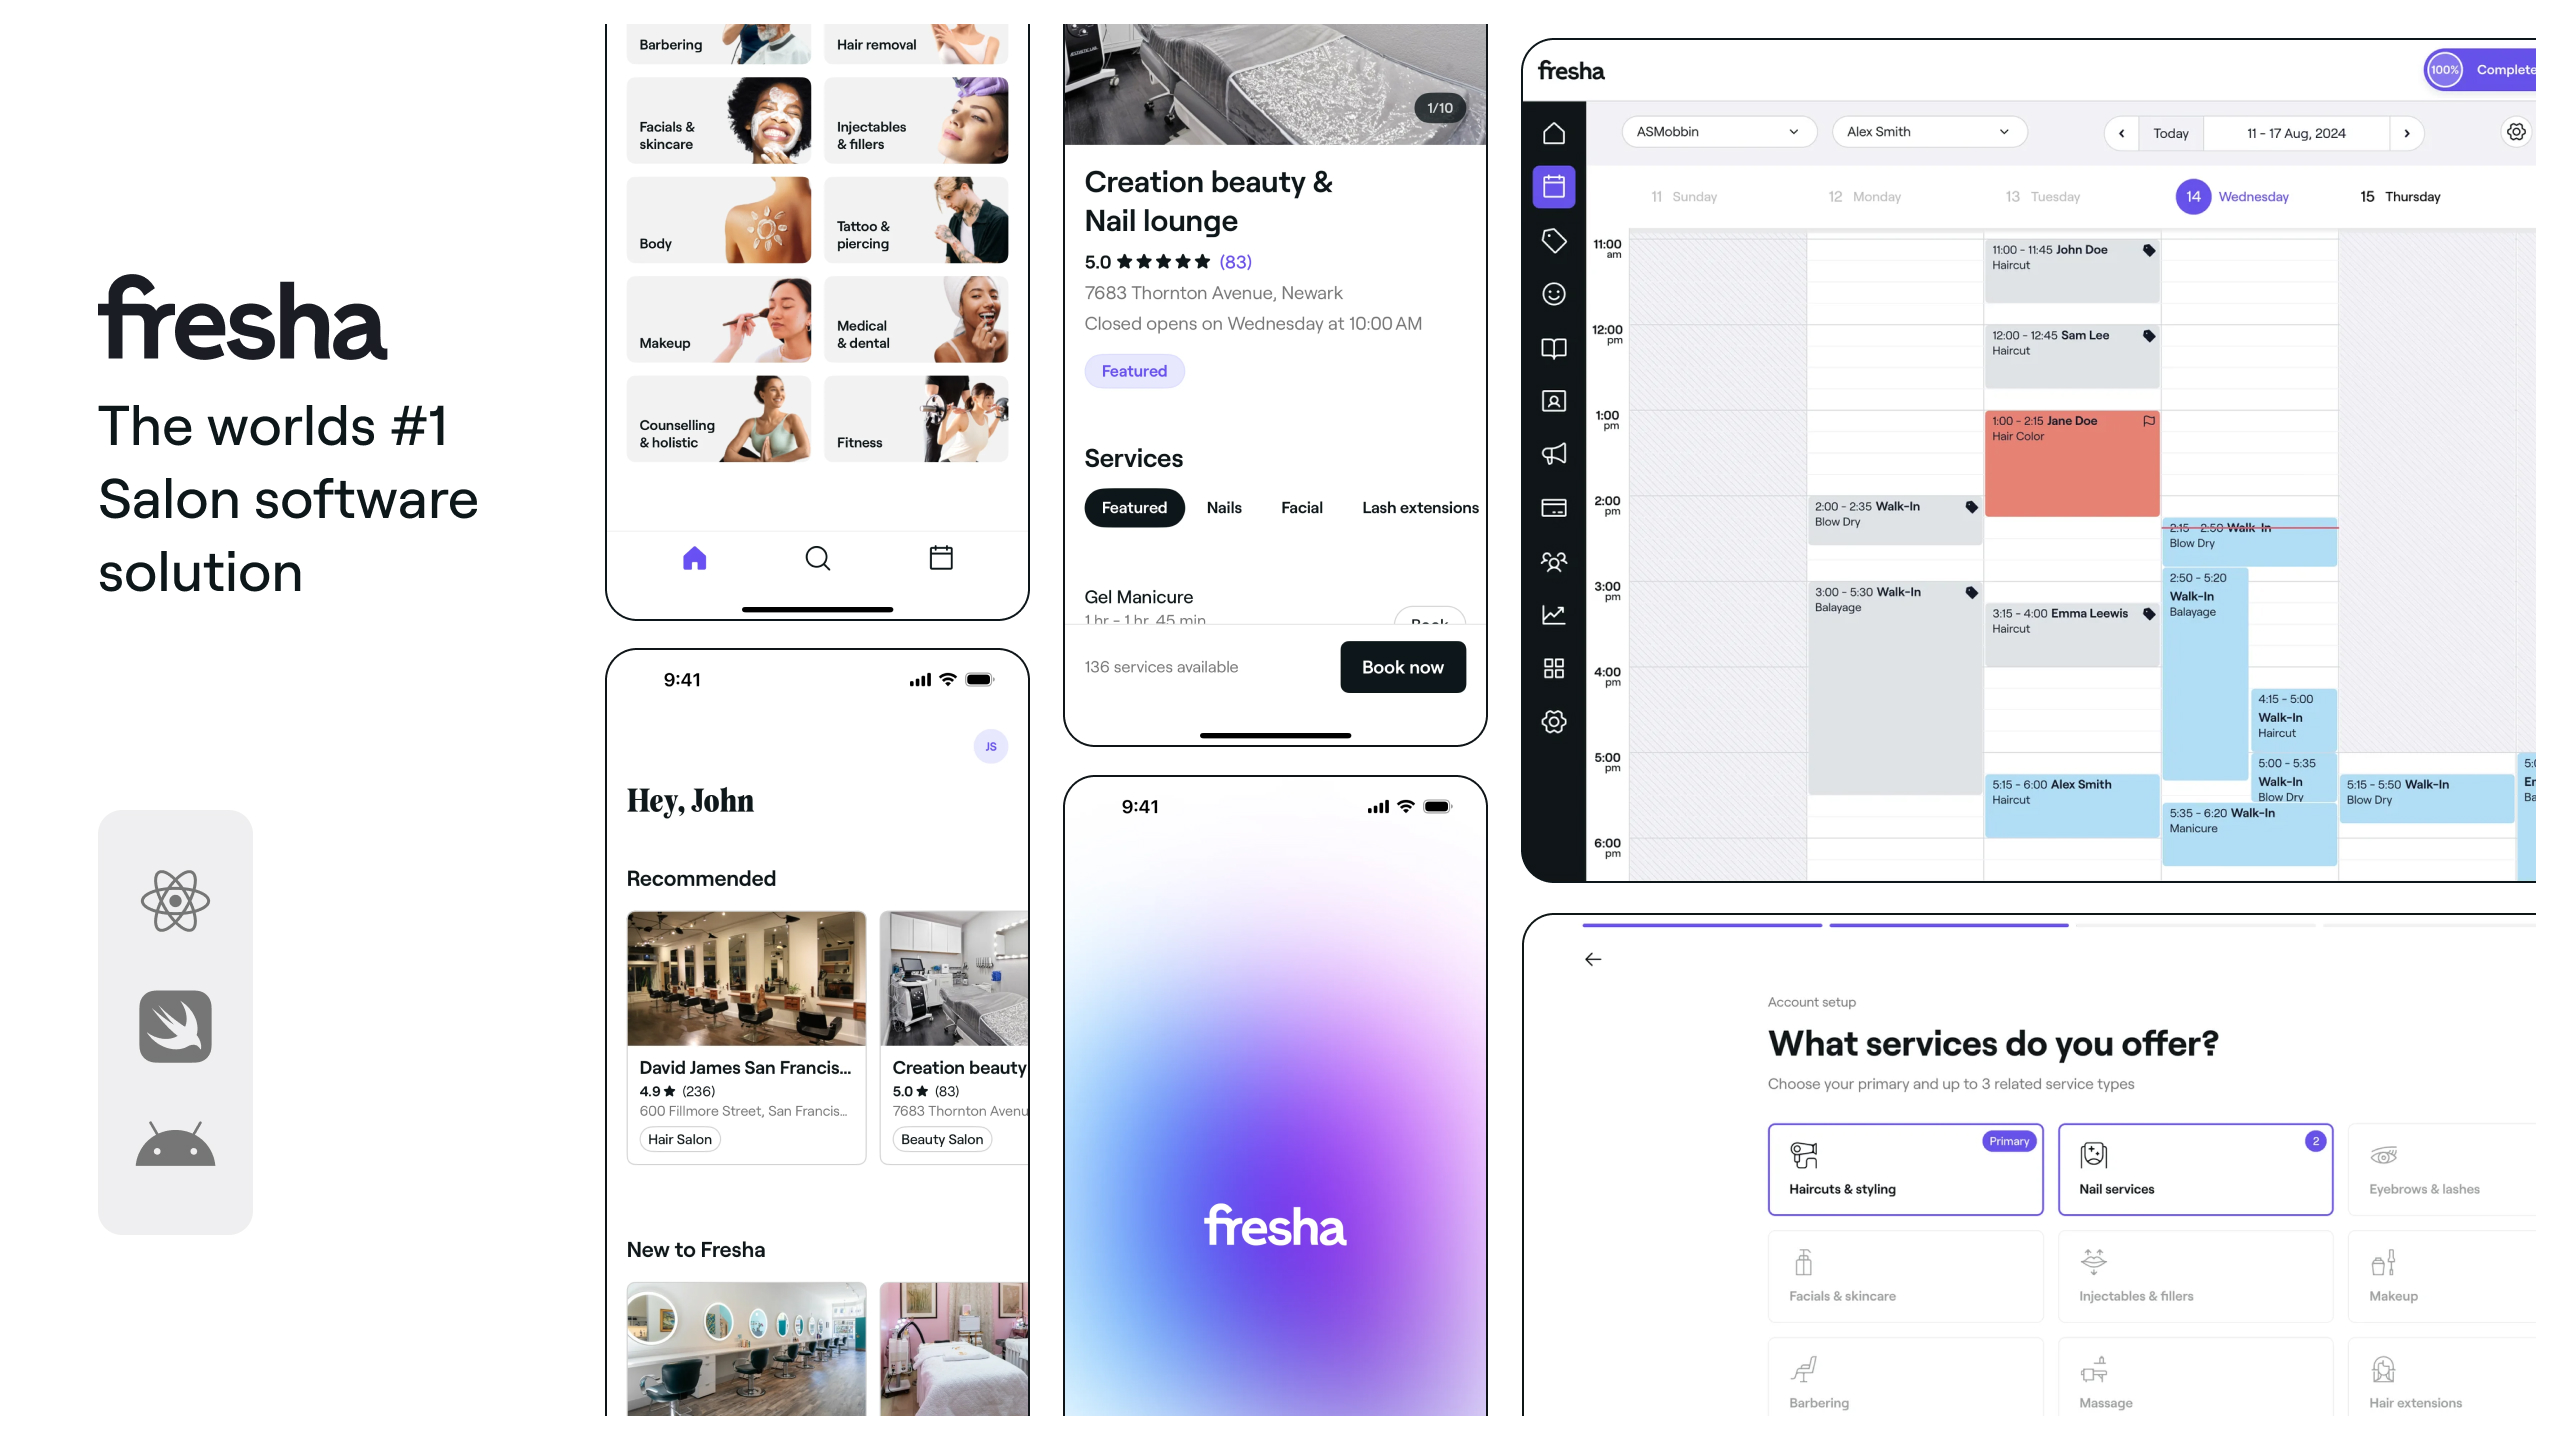 fresha
The worlds #1
Salon software
solution
Barbering
Hair removal
Facials &
skincare
Injectables
& fillers
Body
Tattoo &
piercing
Makeup
Medical
& dental
Counselling
& holistic
Fitness
9:41
JS
Hey, John
Recommended
David James San Francis...
4.9 (236)
600 Fillmore Street, San Francis...
Hair Salon
Creation beauty
5.0 (83)
7683 Thornton Avenu
Beauty Salon
New to Fresha
1/10
Creation beauty &
Nail lounge
5.0 ★★★★★ (83)
7683 Thornton Avenue, Newark
Closed opens on Wednesday at 10:00 AM
Featured
Services
Featured Nails Facial Lash extensions
Gel Manicure
1 hr - 1 hr, 45 min
Book
136 services available
Book now
9:41
fresha
fresha
100% Complete
ASMobbin
Alex Smith
Today
11 - 17 Aug, 2024
11 Sunday
12 Monday
13 Tuesday
14 Wednesday
15 Thursday
11:00
am
12:00
pm
1:00
pm
2:00
pm
3:00
pm
4:00
pm
5:00
pm
6:00
pm
2:00 - 2:35 Walk-In
Blow Dry
3:00 - 5:30 Walk-In
Balayage
11:00 - 11:45 John Doe
Haircut
12:00 - 12:45 Sam Lee
Haircut
1:00 - 2:15 Jane Doe
Hair Color
3:15 - 4:00 Emma Leewis
Haircut
5:15 - 6:00 Alex Smith
Haircut
2:15 - 2:50 Walk-In
Blow Dry
2:50 - 5:20
Walk-In
Balayage
4:15 - 5:00
Walk-In
Haircut
5:00 - 5:35
Walk-In
Blow Dry
5:35 - 6:20 Walk-In
Manicure
5:15 - 5:50 Walk-In
Blow Dry
Account setup
What services do you offer?
Choose your primary and up to 3 related service types
Primary
Haircuts & styling
2
Nail services
Eyebrows & lashes
Facials & skincare
Injectables & fillers
Makeup
Barbering
Massage
Hair extensions